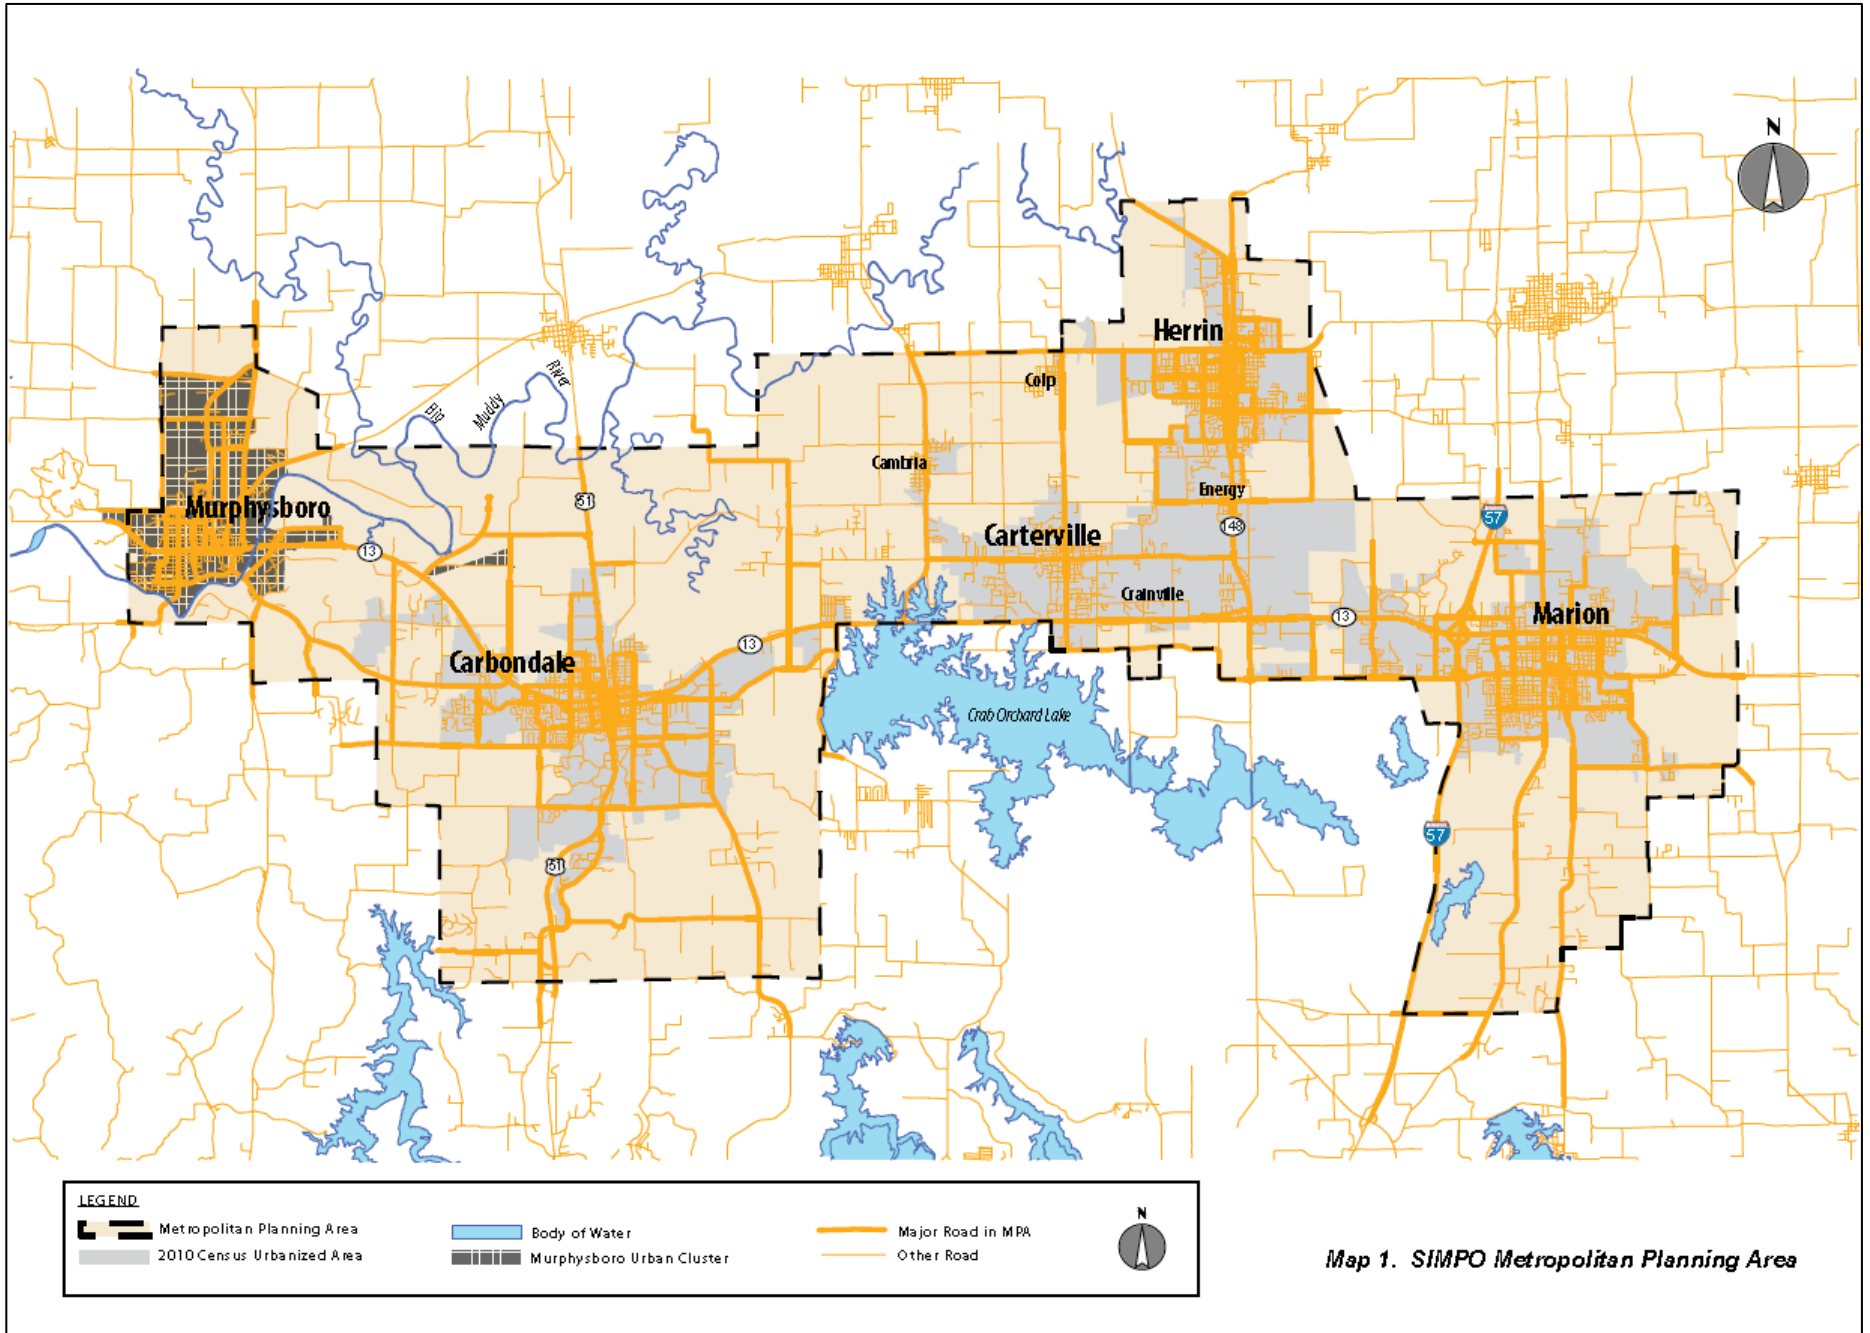 N
Herrin
Big
Muddy
River
Colp
Cambria
Energy
Murphysboro
51
57
148
13
Carterville
Crainville
13
Marion
13
Carbondale
Crab Orchard Lake
57
51
LEGEND
Metropolitan Planning Area
2010 Census Urbanized Area
Body of Water
Murphysboro Urban Cluster
Major Road in MPA
Other Road
N
Map 1. SIMPO Metropolitan Planning Area